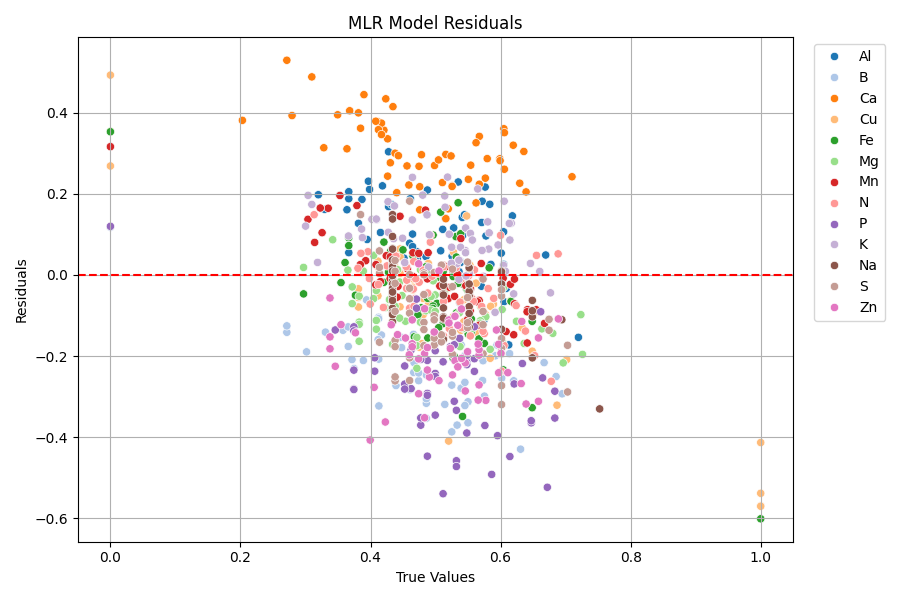 MLR Model Residuals
Residuals
0.4
0.2
0.0
−0.2
−0.4
−0.6
0.0 0.2 0.4 0.6 0.8 1.0
True Values
Al
B
Ca
Cu
Fe
Mg
Mn
N
P
K
Na
S
Zn